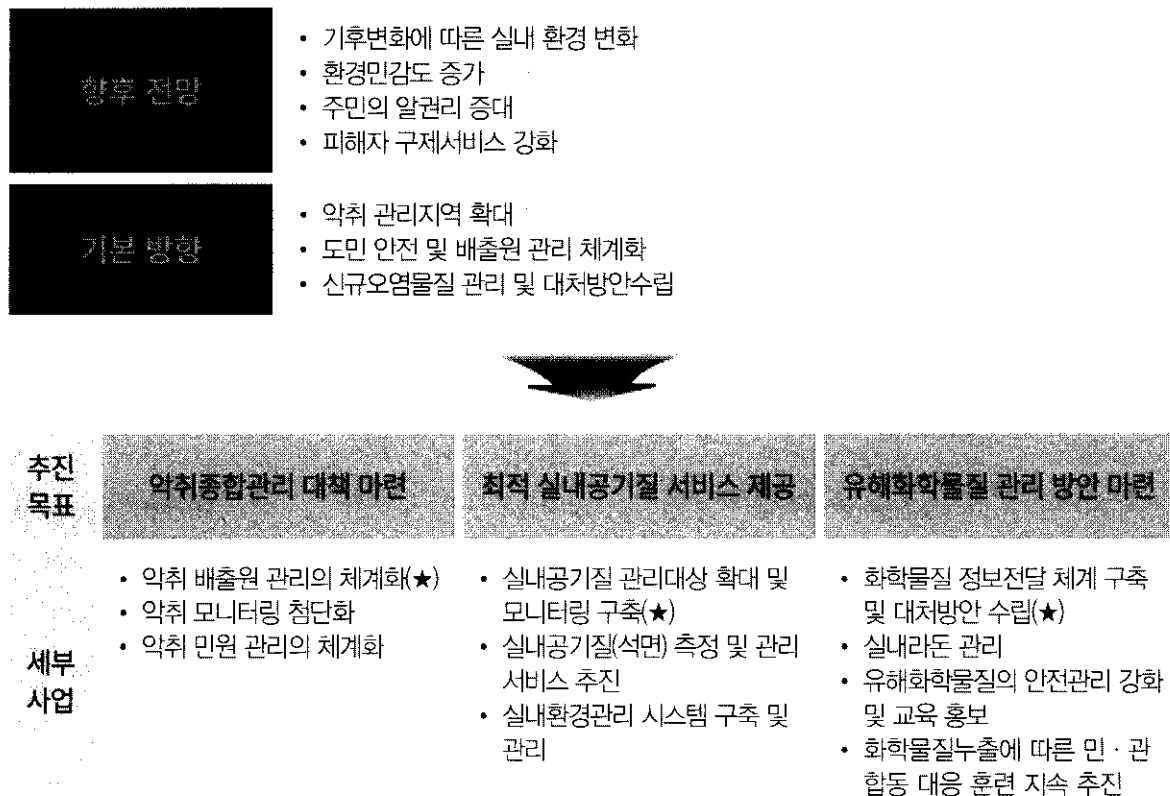 향후 전망
• 기후변화에 따른 실내 환경 변화
• 환경민감도 증가
• 주민의 알권리 증대
• 피해자 구제서비스 강화
기본 방향
• 악취 관리지역 확대
• 도민 안전 및 배출원 관리 체계화
• 신규오염물질 관리 및 대처방안수립
추진
목표
악취종합관리 대책 마련
최적 실내공기질 서비스 제공
유해화학물질 관리 방안 마련
세부
사업
• 악취 배출원 관리의 체계화(★)
• 악취 모니터링 첨단화
• 악취 민원 관리의 체계화
• 실내공기질 관리대상 확대 및
모니터링 구축(★)
• 실내공기질(석면) 측정 및 관리
서비스 추진
• 실내환경관리 시스템 구축 및
관리
• 화학물질 정보전달 체계 구축
및 대처방안 수립(★)
• 실내라돈 관리
• 유해화학물질의 안전관리 강화
및 교육 홍보
• 화학물질누출에 따른 민 · 관
합동 대응 훈련 지속 추진